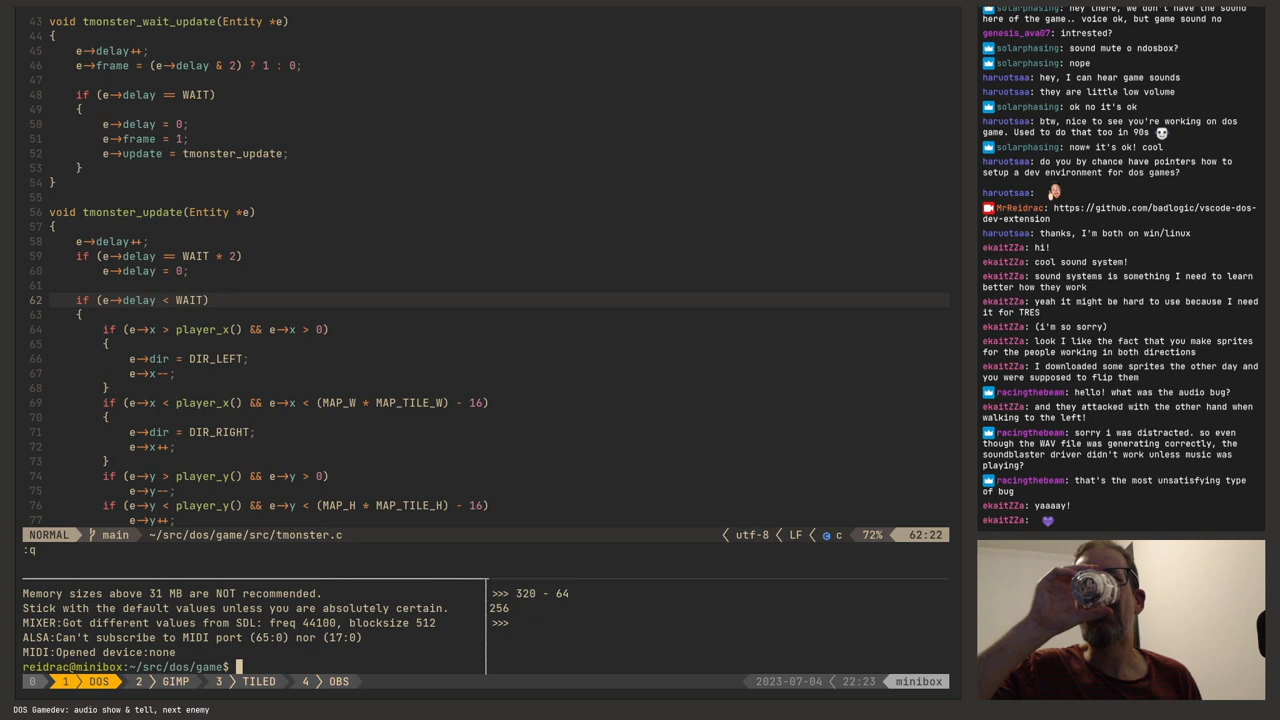 43 void tmonster_wait_update(Entity *e)
44 {
45 e->delay++;
46 e->frame = (e->delay & 2) ? 1 : 0;
47
48 if (e->delay == WAIT)
49 {
50 e->delay = 0;
51 e->frame = 1;
52 e->update = tmonster_update;
53 }
54 }
55
56 void tmonster_update(Entity *e)
57 {
58 e->delay++;
59 if (e->delay == WAIT * 2)
60 e->delay = 0;
61
62 if (e->delay < WAIT)
63 {
64 if (e->x > player_x() && e->x > 0)
65 {
66 e->dir = DIR_LEFT;
67 e->x--;
68 }
69 if (e->x < player_x() && e->x < (MAP_W * MAP_TILE_W) - 16)
70 {
71 e->dir = DIR_RIGHT;
72 e->x++;
73 }
74 if (e->y > player_y() && e->y > 0)
75 e->y--;
76 if (e->y < player_y() && e->y < (MAP_H * MAP_TILE_H) - 16)
77 e->y++;
NORMAL main ~/src/dos/game/src/tmonster.c utf-8 LF c 72% 62:22
:q
Memory sizes above 31 MB are NOT recommended.
Stick with the default values unless you are absolutely certain.
MIXER:Got different values from SDL: freq 44100, blocksize 512
ALSA:Can't subscribe to MIDI port (65:0) nor (17:0)
MIDI:Opened device:none
reidrac@minibox:~/src/dos/game$
>>> 320 - 64
256
>>>
0 1 DOS 2 GIMP 3 TILED 4 OBS 2023-07-04 22:23 minibox
DOS Gamedev: audio show & tell, next enemy
solarphasing: hey there, we don't have the sound
here of the game.. voice ok, but game sound no
genesis_ava07: intrested?
solarphasing: sound mute o ndosbox?
solarphasing: nope
haruotsaa: hey, I can hear game sounds
haruotsaa: they are little low volume
solarphasing: ok no it's ok
haruotsaa: btw, nice to see you're working on dos
game. Used to do that too in 90s
solarphasing: now* it's ok! cool
haruotsaa: do you by chance have pointers how to
setup a dev environment for dos games?
haruotsaa:
MrReidrac: https://github.com/badlogic/vscode-dos-
dev-extension
haruotsaa: thanks, I'm both on win/linux
ekaitZZa: hi!
ekaitZZa: cool sound system!
ekaitZZa: sound systems is something I need to learn
better how they work
ekaitZZa: yeah it might be hard to use because I need
it for TRES
ekaitZZa: (i'm so sorry)
ekaitZZa: look I like the fact that you make sprites
for the people working in both directions
ekaitZZa: I downloaded some sprites the other day and
you were supposed to flip them
racingthebeam: hello! what was the audio bug?
ekaitZZa: and they attacked with the other hand when
walking to the left!
racingthebeam: sorry i was distracted. so even
though the WAV file was generating correctly, the
soundblaster driver didn't work unless music was
playing?
racingthebeam: that's the most unsatisfying type
of bug
ekaitZZa: yaaaay!
ekaitZZa: